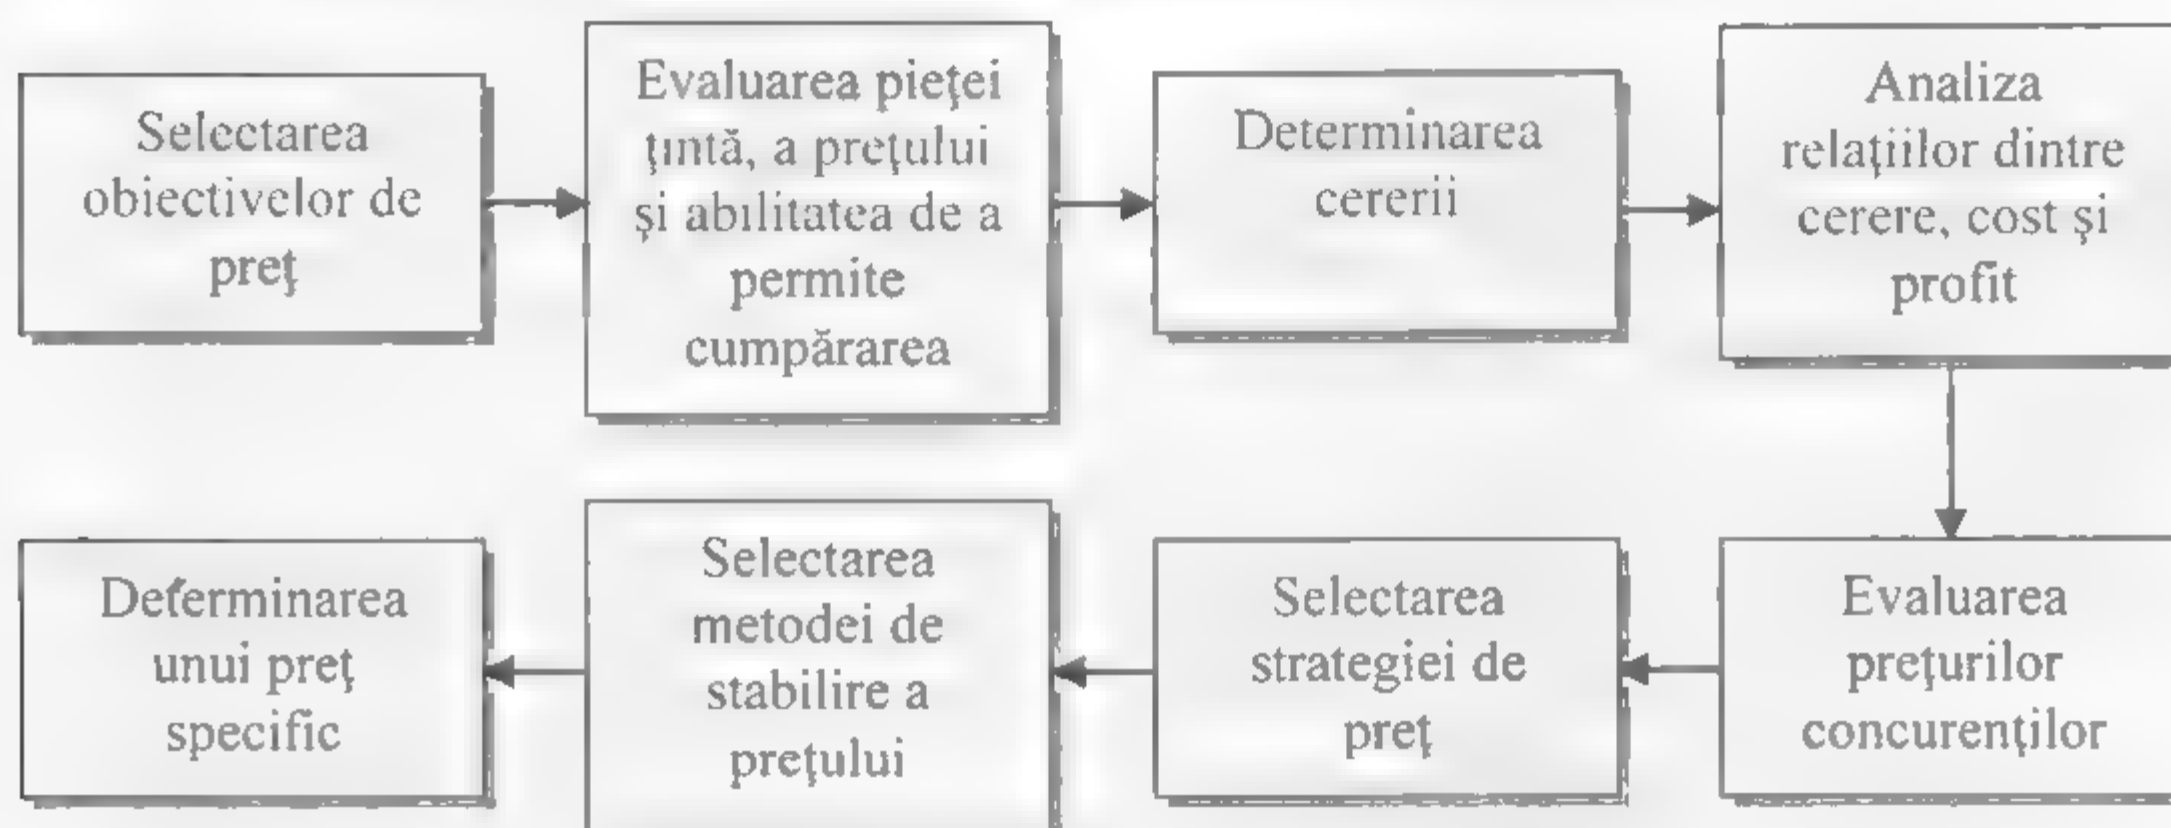 Selectarea
obiectivelor de
preţ
Evaluarea pieţei
ţintă, a preţului
şi abilitatea de a
permite
cumpărarea
Determinarea
cererii
Analiza
relaţiilor dintre
cerere, cost şi
profit
Evaluarea
preţurilor
concurenţilor
Selectarea
strategiei de
preţ
Selectarea
metodei de
stabilire a
preţului
Determinarea
unui preţ
specific